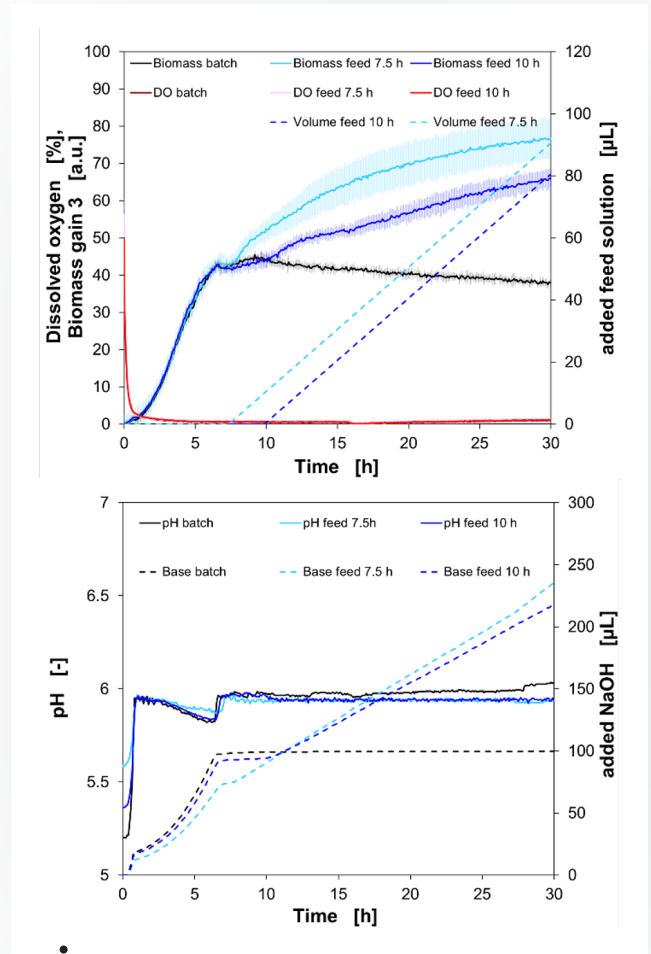 100
90
80
70
60
50
40
30
20
10
0
Dissolved oxygen [%],
Biomass gain 3 [a.u.]
Biomass batch
Biomass feed 7.5 h
Biomass feed 10 h
DO batch
DO feed 7.5 h
DO feed 10 h
Volume feed 10 h
Volume feed 7.5 h
120
100
80
60
40
20
0
added feed solution [µL]
0 5 10 15 20 25 30
Time [h]
7
6.5
6
5.5
5
pH [-]
pH batch
pH feed 7.5h
pH feed 10 h
Base batch
Base feed 7.5 h
Base feed 10 h
300
250
200
150
100
50
0
added NaOH [µL]
0 5 10 15 20 25 30
Time [h]